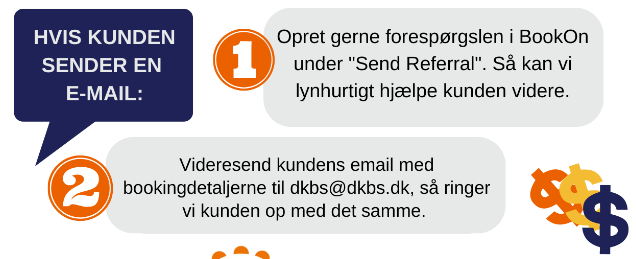 HVIS KUNDEN
SENDER EN
E-MAIL:
1
Opret gerne forespørgslen i BookOn
under "Send Referral". Så kan vi
lynhurtigt hjælpe kunden videre.
2
Videresend kundens email med
bookingdetaljerne til dkbs@dkbs.dk, så ringer
vi kunden op med det samme.
$ $ $